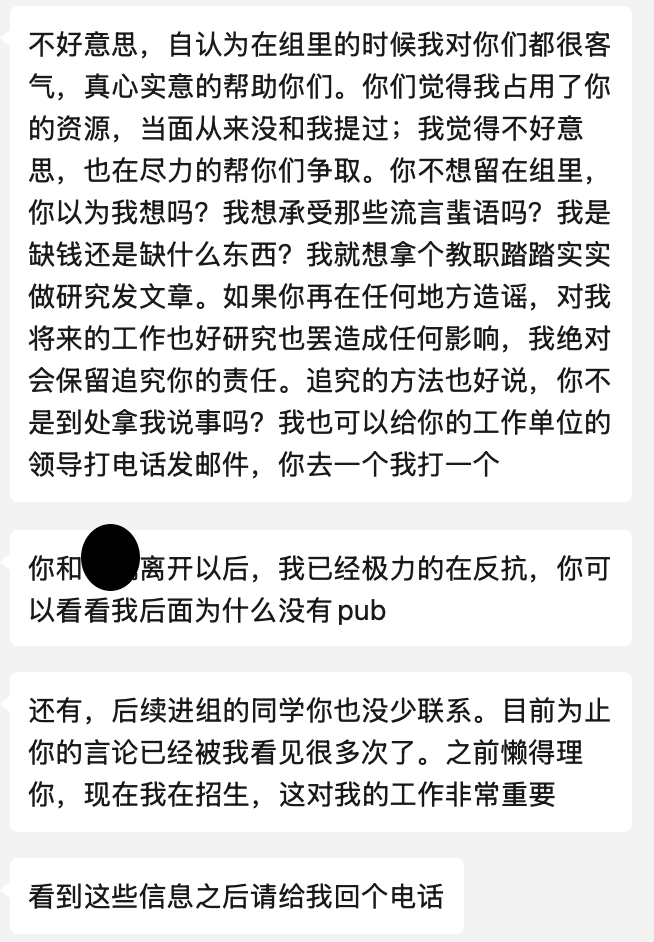 不好意思，自认为在组里的时候我对你们都很客
气，真心实意的帮助你们。你们觉得我占用了你
的资源，当面从来没和我提过；我觉得不好意
思，也在尽力的帮你们争取。你不想留在组里，
你以为我想吗？我想承受那些流言蜚语吗？我是
缺钱还是缺什么东西？我就想拿个教职踏踏实实
做研究发文章。如果你再在任何地方造谣，对我
将来的工作也好研究也罢造成任何影响，我绝对
会保留追究你的责任。追究的方法也好说，你不
是到处拿我说事吗？我也可以给你的工作单位的
领导打电话发邮件，你去一个我打一个
你和离开以后，我已经极力的在反抗，你可
以看看我后面为什么没有pub
还有，后续进组的同学你也没少联系。目前为止
你的言论已经被我看见很多次了。之前懒得理
你，现在我在招生，这对我的工作非常重要
看到这些信息之后请给我回个电话